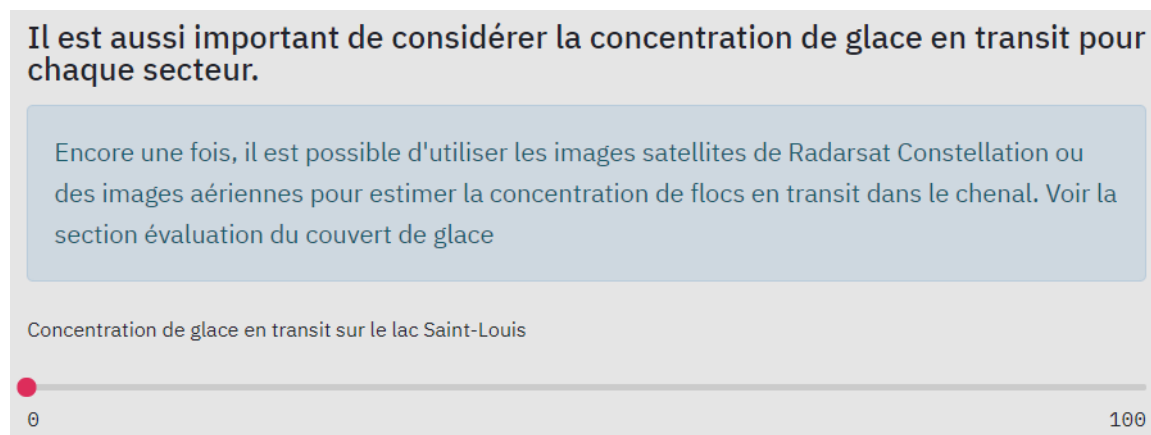 Il est aussi important de considérer la concentration de glace en transit pour
chaque secteur.
Encore une fois, il est possible d'utiliser les images satellites de Radarsat Constellation ou
des images aériennes pour estimer la concentration de flocs en transit dans le chenal. Voir la
section évaluation du couvert de glace
Concentration de glace en transit sur le lac Saint-Louis
0 100